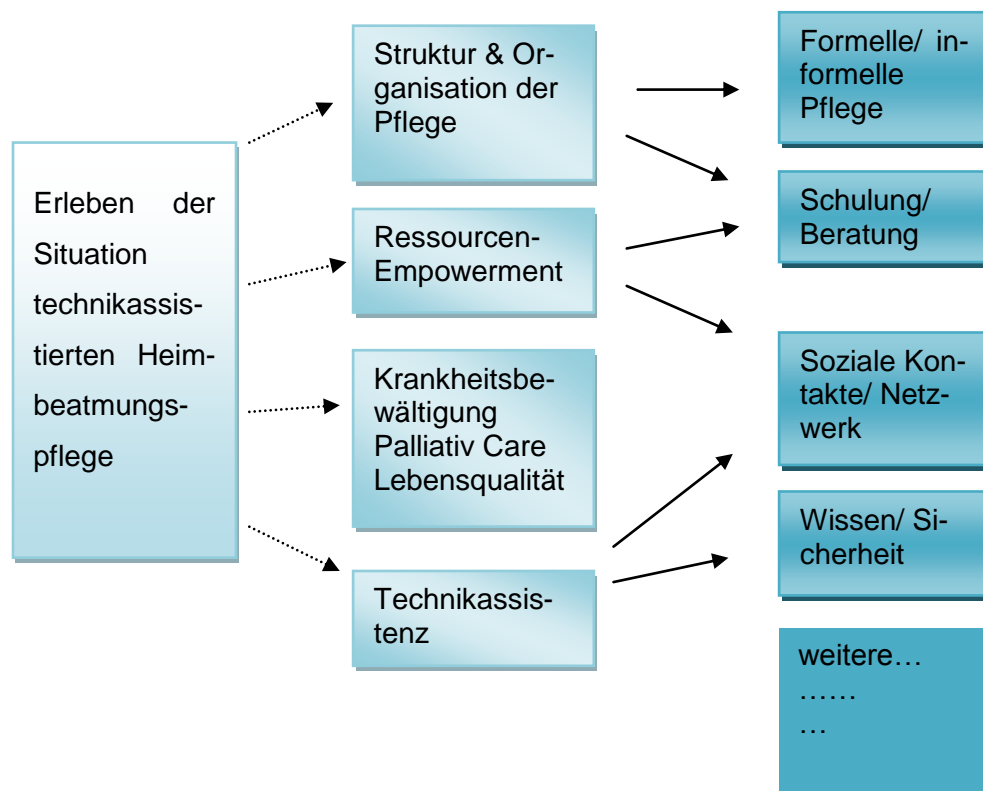 Erleben der
Situation
technikassis-
tierten Heim-
beatmungs-
pflege
Struktur & Or-
ganisation der
Pflege
Ressourcen-
Empowerment
Krankheitsbe-
wältigung
Palliativ Care
Lebensqualität
Technikassis-
tenz
Formelle/ in-
formelle
Pflege
Schulung/
Beratung
Soziale Kon-
takte/ Netz-
werk
Wissen/ Si-
cherheit
weitere…
……
…